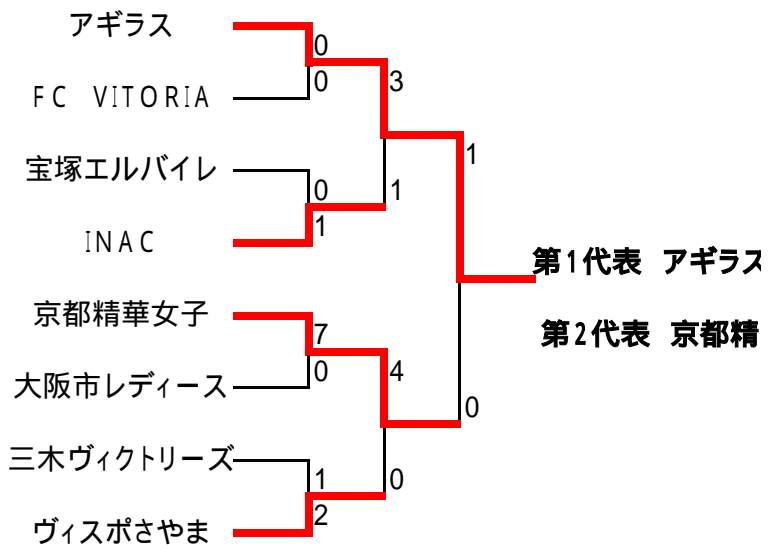 アギラス
0
0
FC VITORIA
3
宝塚エルバイレ
0
1
INAC
1
1
第1代表 アギラス
京都精華女子
7
0
大阪市レディース
4
第2代表 京都精
0
三木ヴィクトリーズ
1
2
ヴィスポさやま
0